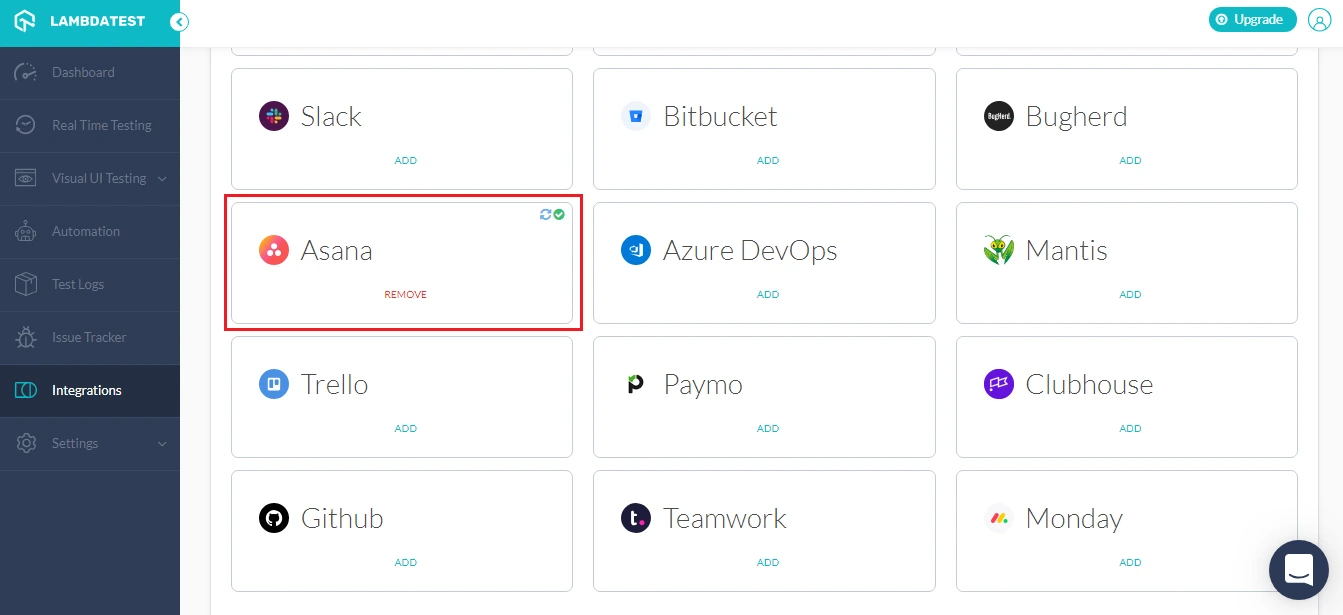 LAMBDATEST
Upgrade
Dashboard
Real Time Testing
Visual UI Testing
Automation
Test Logs
Issue Tracker
Integrations
Settings
Slack
ADD
Bitbucket
ADD
BugHerd.
Bugherd
ADD
Asana
REMOVE
Azure DevOps
ADD
Mantis
ADD
Trello
ADD
Paymo
ADD
Clubhouse
ADD
Github
ADD
t.
Teamwork
ADD
Monday
ADD